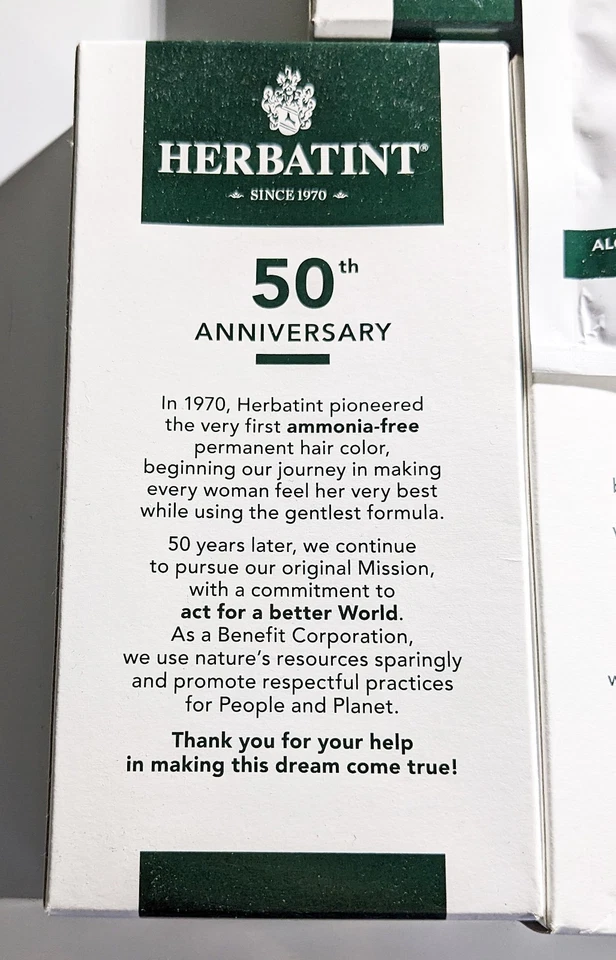 HERBATINT®
SINCE 1970
50th
ANNIVERSARY
In 1970, Herbatint pioneered
the very first ammonia-free
permanent hair color,
beginning our journey in making
every woman feel her very best
while using the gentlest formula.
50 years later, we continue
to pursue our original Mission,
with a commitment to
act for a better World.
As a Benefit Corporation,
we use nature's resources sparingly
and promote respectful practices
for People and Planet.
Thank you for your help
in making this dream come true!